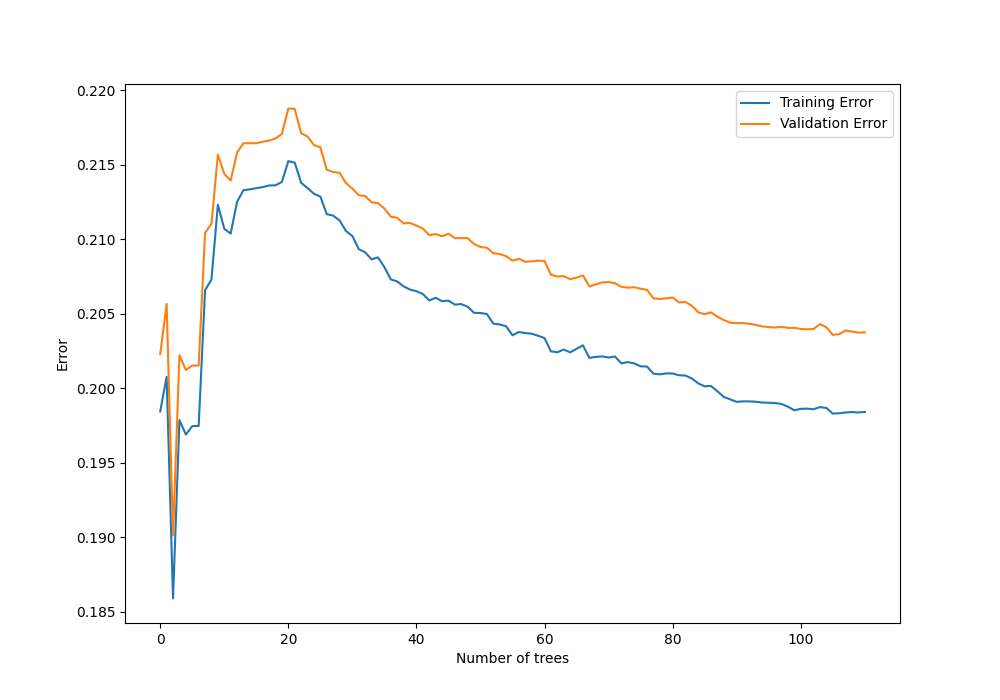 0.220
0.215
0.210
0.205
0.200
0.195
0.190
0.185
Error
0 20 40 60 80 100
Number of trees
Training Error
Validation Error